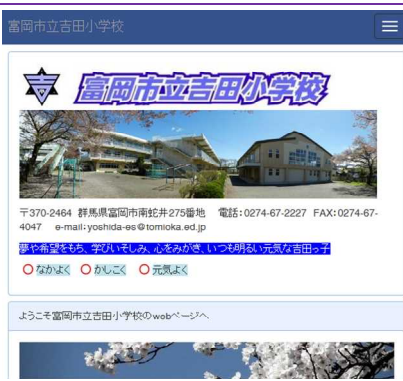 富岡市立吉田小学校
富岡市立吉田小学校
〒370-2464 群馬県富岡市南蛇井275番地 電話:0274-67-2227 FAX:0274-67-
4047 e-mail:yoshida-es@tomioka.ed.jp
夢や希望をもち、学びいそしみ、心をみがき、いつも明るい元気な吉田っ子
○なかよく ○かしこく ○元気よく
ようこそ富岡市立吉田小学校のwebページへ